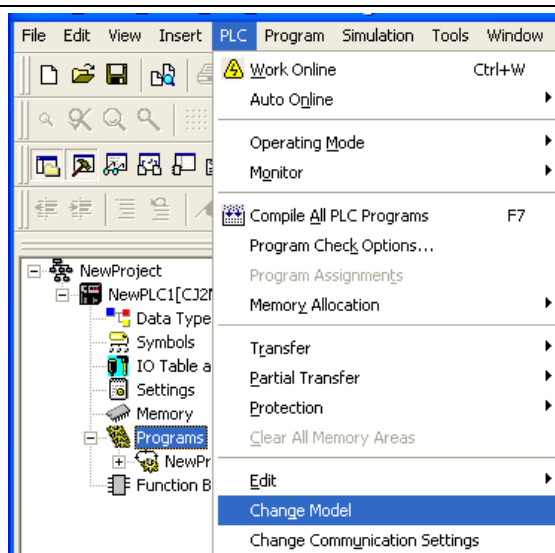 File Edit View Insert PLC Program Simulation Tools Window
Work Online Ctrl+W
Auto Online
Operating Mode
Monitor
Compile All PLC Programs F7
Program Check Options...
Program Assignments
Memory Allocation
Transfer
Partial Transfer
Protection
Clear All Memory Areas
Edit
Change Model
Change Communication Settings
NewProject
NewPLC1[CJ2M
Data Type
Symbols
IO Table a
Settings
Memory
Programs
NewPr
Function B